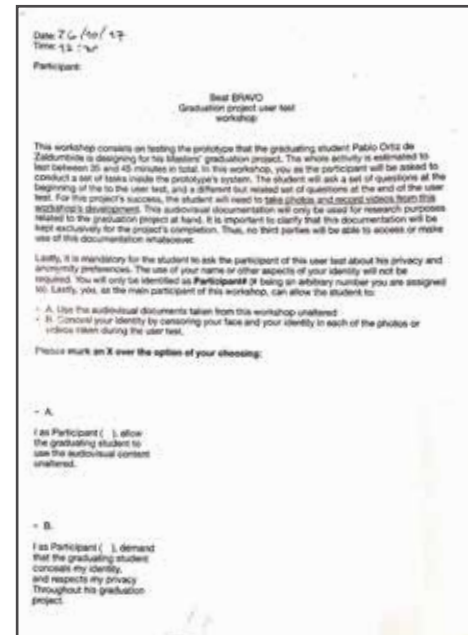 Date: 26/10/17
Time: 12:20
Participant:
Seat BRAVO
Graduation project user test
workshop
This workshop consists on testing the prototype that the graduating student Pablo Ortiz de
Zaldumbide is designing for his Masters' graduation project. The whole activity is estimated to
last between 35 and 45 minutes in total. In this workshop, you as the participant will be asked to
conduct a set of tasks inside the prototype's system. The student will ask a set of questions at the
beginning of the to the user test, and a different but related set of questions at the end of the user
test. For this project's success, the student will need to take photos and record videos from this
workshop's development. This audiovisual documentation will only be used for research purposes
related to the graduation project at hand. It is important to clarify that this documentation will be
kept exclusively for the project's completion. Thus, no third parties will be able to access or make
use of this documentation whatsoever.
Lastly, it is mandatory for the student to ask the participant of this user test about his privacy and
anonymity preferences. The use of your name or other aspects of your identity will not be
required. You will only be identified as Participant# (# being an arbitrary number you are assigned
to). Lastly, you, as the main participant of this workshop, can allow the student to:
- A. Use the audiovisual documents taken from this workshop unaltered
- B. Conceal your identity by censoring your face and your identity in each of the photos or
videos taken during the user test.
Please mark an X over the option of your choosing:
- A.
I as Participant ( ), allow
the graduating student to
use the audiovisual content
unaltered.
- B.
I as Participant ( ), demand
that the graduating student
conceals my identity,
and respects my privacy
Throughout his graduation
project.